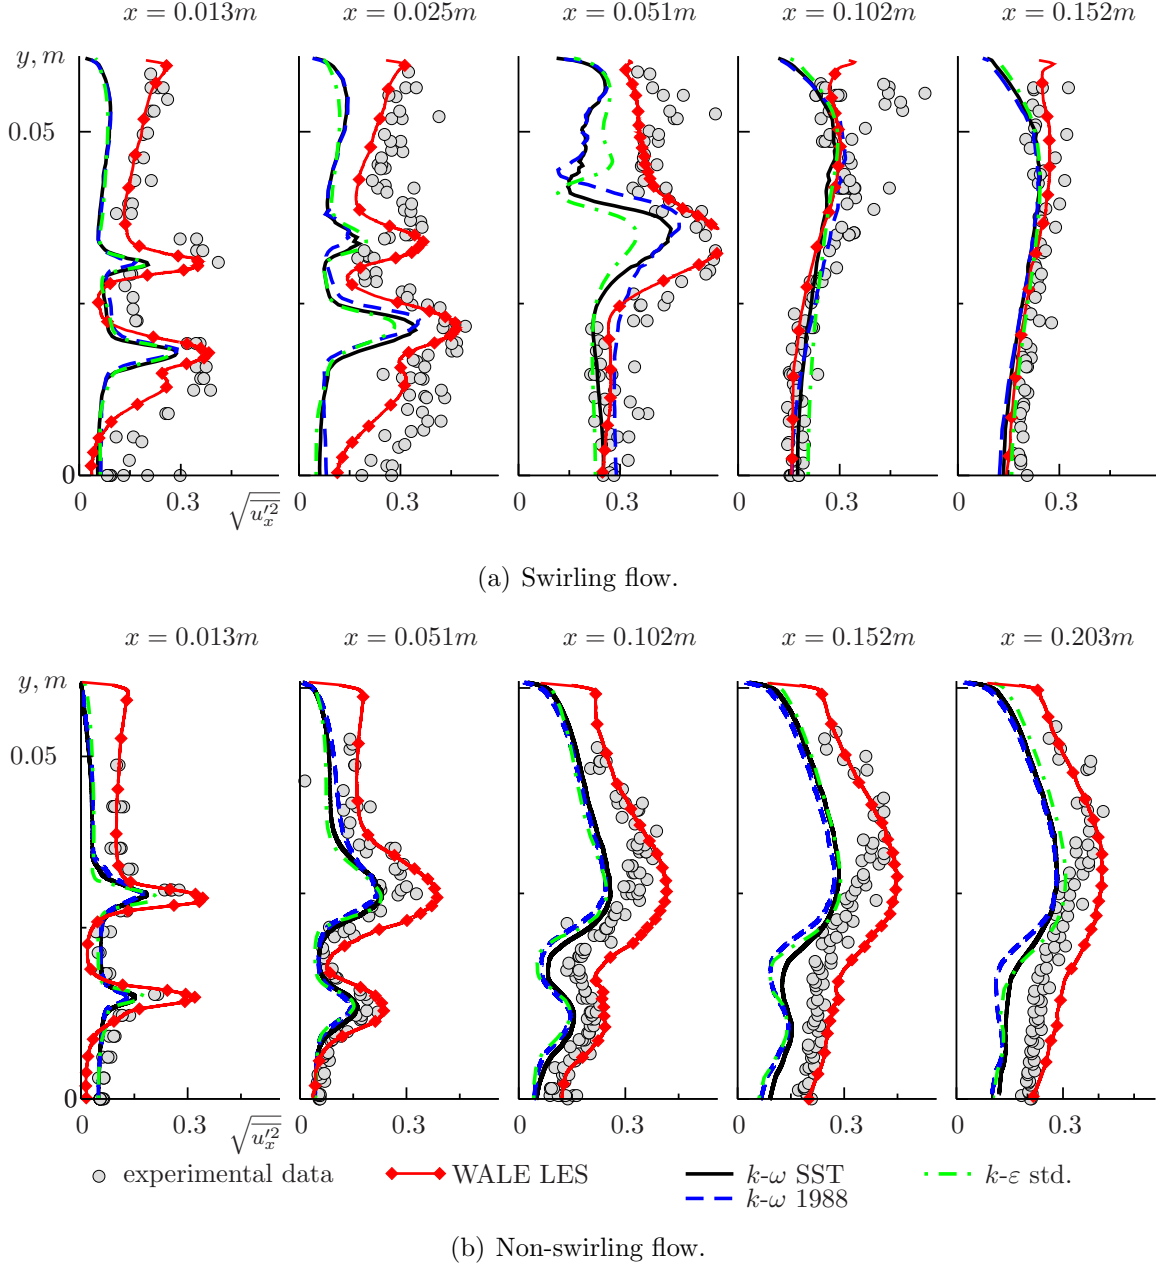 x = 0.013m x = 0.025m x = 0.051m x = 0.102m x = 0.152m
y, m
0.05
0
0 0.3 0 0.3 0 0.3 0 0.3 0 0.3
√u′²ₓ
(a) Swirling flow.
x = 0.013m x = 0.051m x = 0.102m x = 0.152m x = 0.203m
y, m
0.05
0
0 0.3 0 0.3 0 0.3 0 0.3 0 0.3
√u′²ₓ
experimental data WALE LES k-ω SST k-ε std.
k-ω 1988
(b) Non-swirling flow.